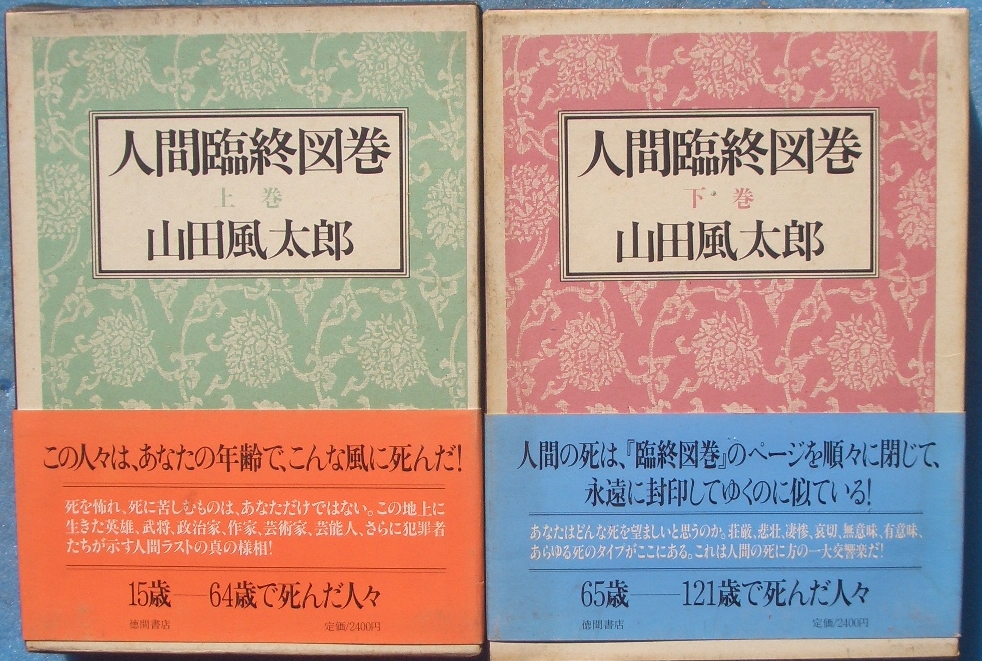 人間臨終図巻
上巻
山田風太郎
この人々は、あなたの年齢で、こんな風に死んだ!
死を怖れ、死に苦しむものは、あなただけではない。この地上に
生きた英雄、武将、政治家、作家、芸術家、芸能人、さらに犯罪者
たちが示す人間ラストの真の様相!
15歳──64歳で死んだ人々
徳間書店
定価/2400円
人間臨終図巻
下巻
山田風太郎
人間の死は、『臨終図巻』のページを順々に閉じて、
永遠に封印してゆくのに似ている!
あなたはどんな死を望ましいと思うのか。荘厳、悲壮、凄惨、哀切、無意味、有意味、
あらゆる死のタイプがここにある。これは人間の死に方の一大交響楽だ!
65歳──121歳で死んだ人々
徳間書店
定価/2400円